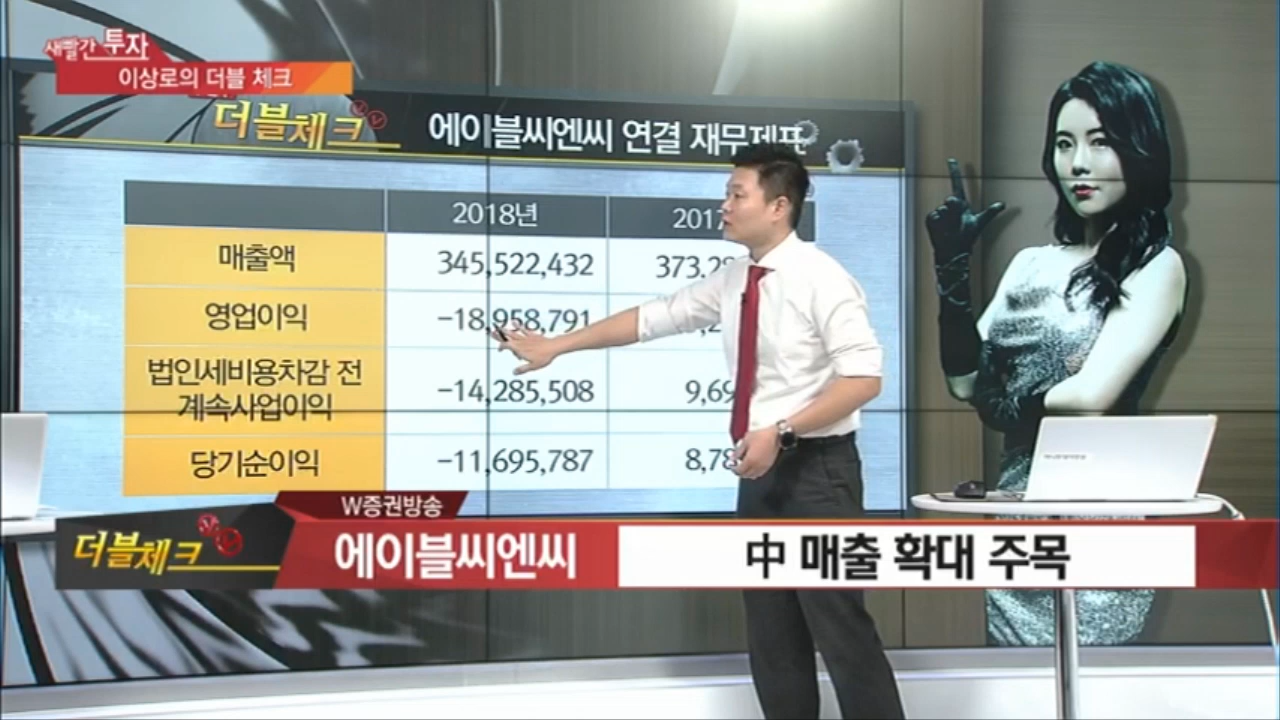 새빨간 투자
이상로의 더블 체크
더블체크
에이블씨엔씨 연결 재무제표
2018년
매출액
345,522,432
영업이익
-18,958,791
법인세비용차감 전
계속사업이익
-14,285,508
당기순이익
-11,695,787
W증권방송
더블체크
에이블씨엔씨
中 매출 확대 주목